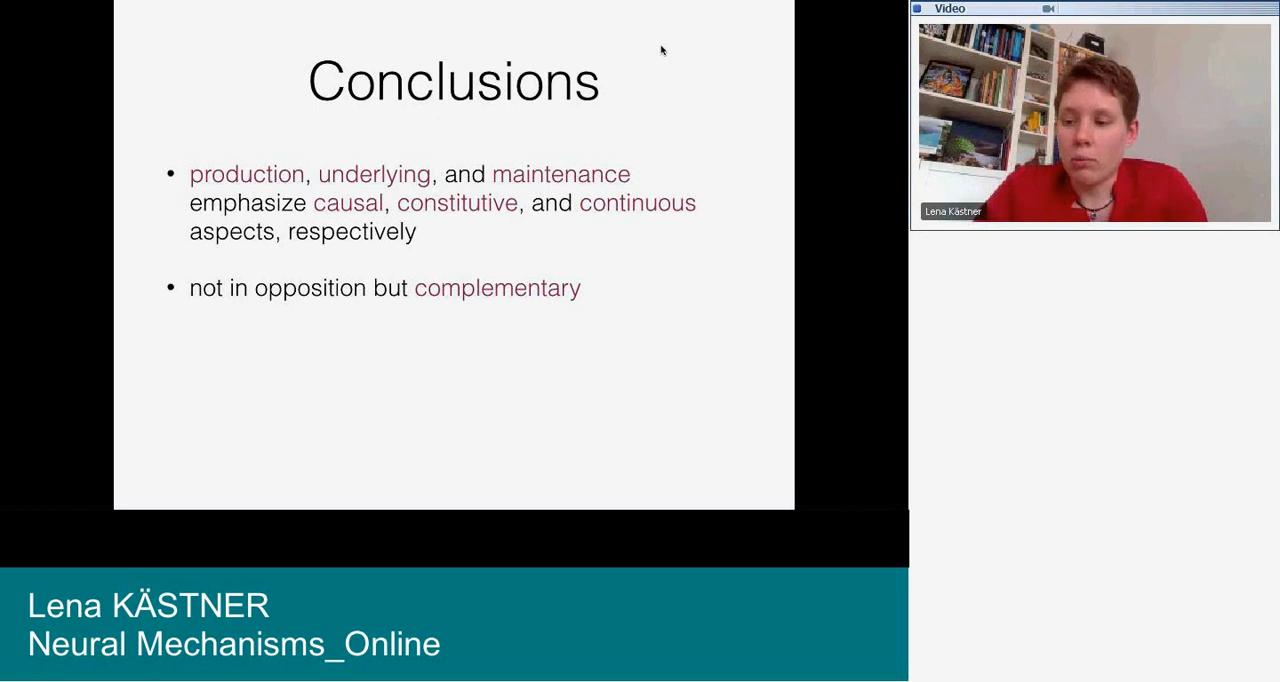 Video
Conclusions
• production, underlying, and maintenance
emphasize causal, constitutive, and continuous
aspects, respectively
• not in opposition but complementary
Lena Kästner
Lena KÄSTNER
Neural Mechanisms_Online